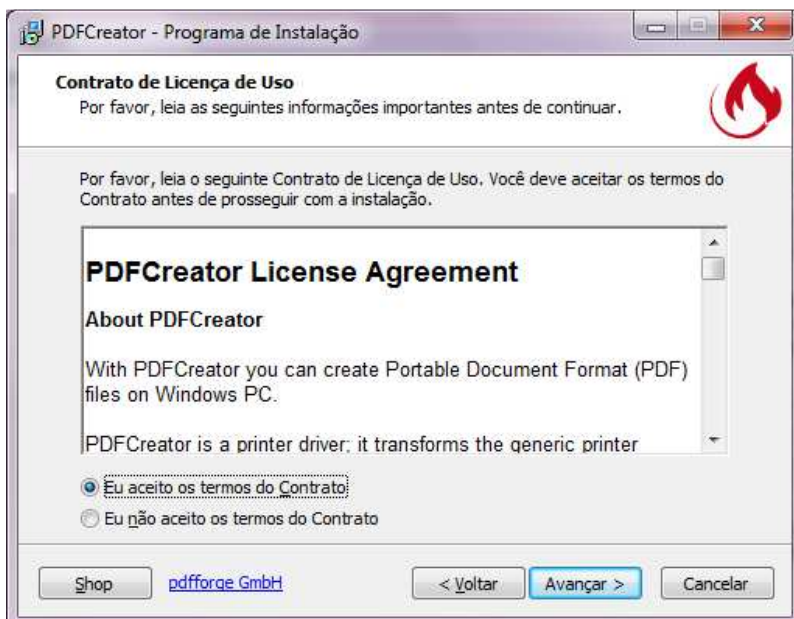 PDFCreator - Programa de Instalação
Contrato de Licença de Uso
Por favor, leia as seguintes informações importantes antes de continuar.
Por favor, leia o seguinte Contrato de Licença de Uso. Você deve aceitar os termos do
Contrato antes de prosseguir com a instalação.
PDFCreator License Agreement
About PDFCreator
With PDFCreator you can create Portable Document Format (PDF)
files on Windows PC.
PDFCreator is a printer driver; it transforms the generic printer
Eu aceito os termos do Contrato
Eu não aceito os termos do Contrato
Shop pdfforge GmbH < Voltar Avançar > Cancelar